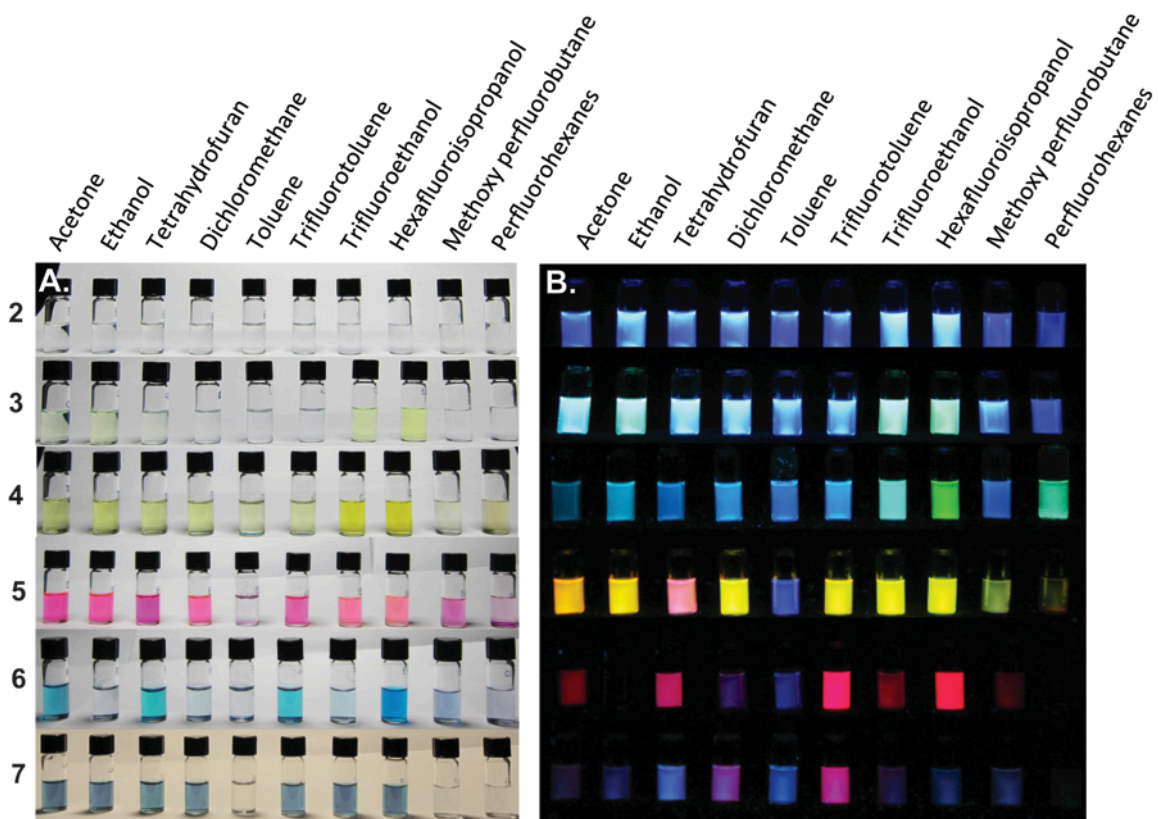 Acetone
Ethanol
Tetrahydrofuran
Dichloromethane
Toluene
Trifluorotoluene
Trifluoroethanol
Hexafluoroisopropanol
Methoxy perfluorobutane
Perfluorohexanes
Acetone
Ethanol
Tetrahydrofuran
Dichloromethane
Toluene
Trifluorotoluene
Trifluoroethanol
Hexafluoroisopropanol
Methoxy perfluorobutane
Perfluorohexanes
A.
B.
2
3
4
5
6
7